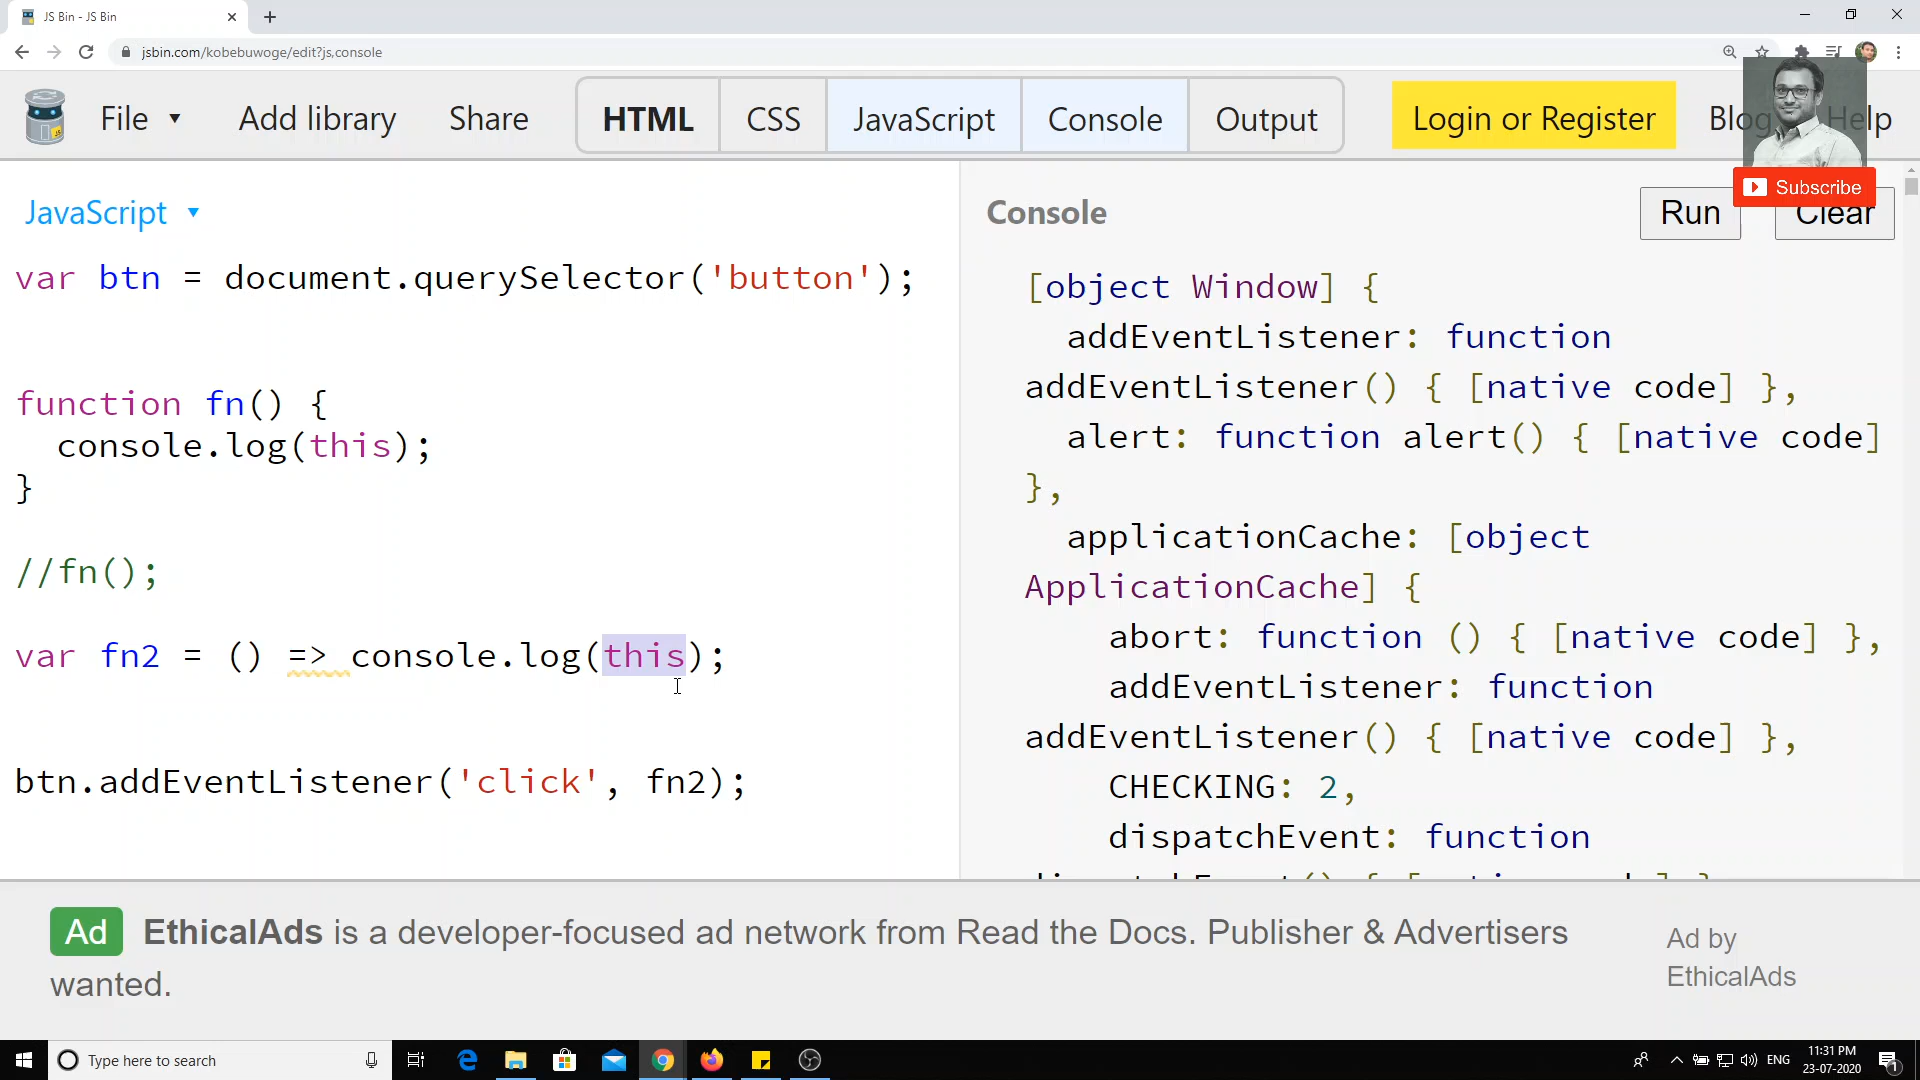 JS Bin - JS Bin
jsbin.com/kobebuwoge/edit?js,console
File
Add library
Share
HTML
CSS
JavaScript
Console
Output
Login or Register
Blog
Help
Subscribe
JavaScript
Console
Run
Clear
var btn = document.querySelector('button');
function fn() {
console.log(this);
}
//fn();
var fn2 = () => console.log(this);
btn.addEventListener('click', fn2);
[object Window] {
addEventListener: function
addEventListener() { [native code] },
alert: function alert() { [native code]
},
applicationCache: [object
ApplicationCache] {
abort: function () { [native code] },
addEventListener: function
addEventListener() { [native code] },
CHECKING: 2,
dispatchEvent: function
Ad
EthicalAds is a developer-focused ad network from Read the Docs. Publisher & Advertisers
wanted.
Ad by
EthicalAds
Type here to search
ENG
11:31 PM
23-07-2020
1